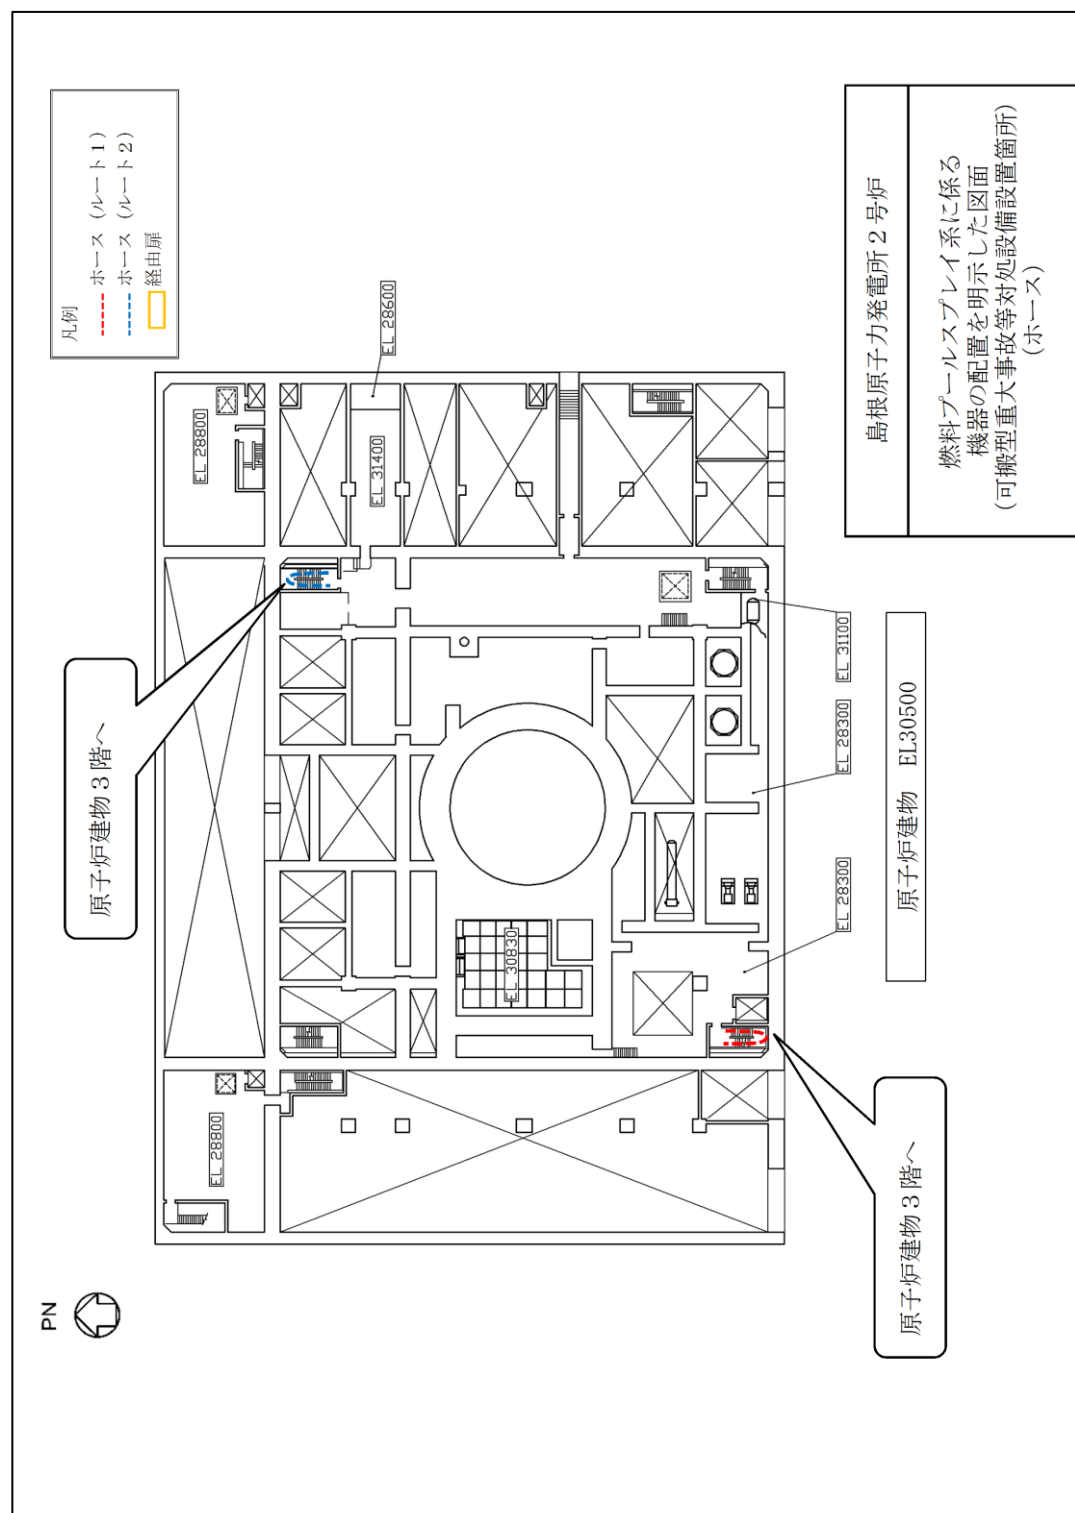 凡例
ホース（ルート１）
ホース（ルート２）
経由扉
原子炉建物３階へ
EL 28800
EL 28600
EL 31400
EL 30830
EL 28800
EL 31100
EL 28300
EL 28300
原子炉建物３階へ
PN
原子炉建物　EL30500
島根原子力発電所２号炉
燃料プールスプレイ系に係る
機器の配置を明示した図面
(可搬型重大事故等対処設備設置箇所)
(ホース)